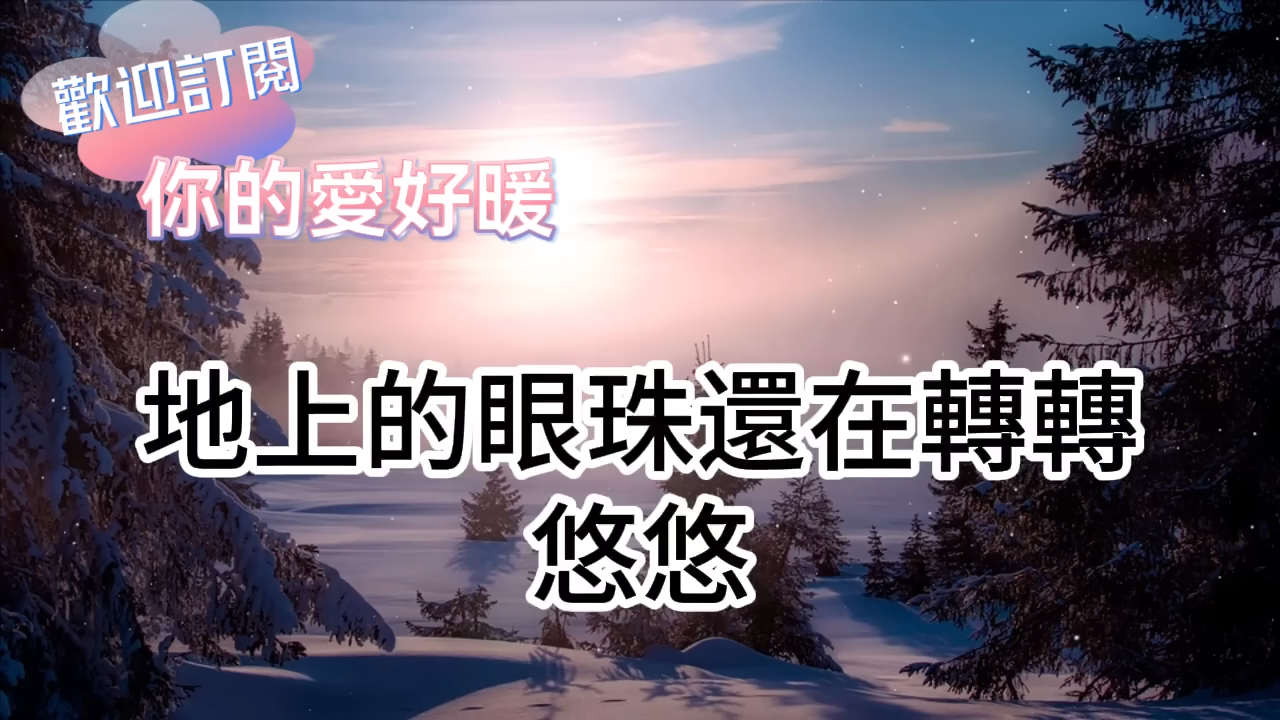 歡迎訂閱
你的愛好暖
地上的眼珠還在轉轉
悠悠